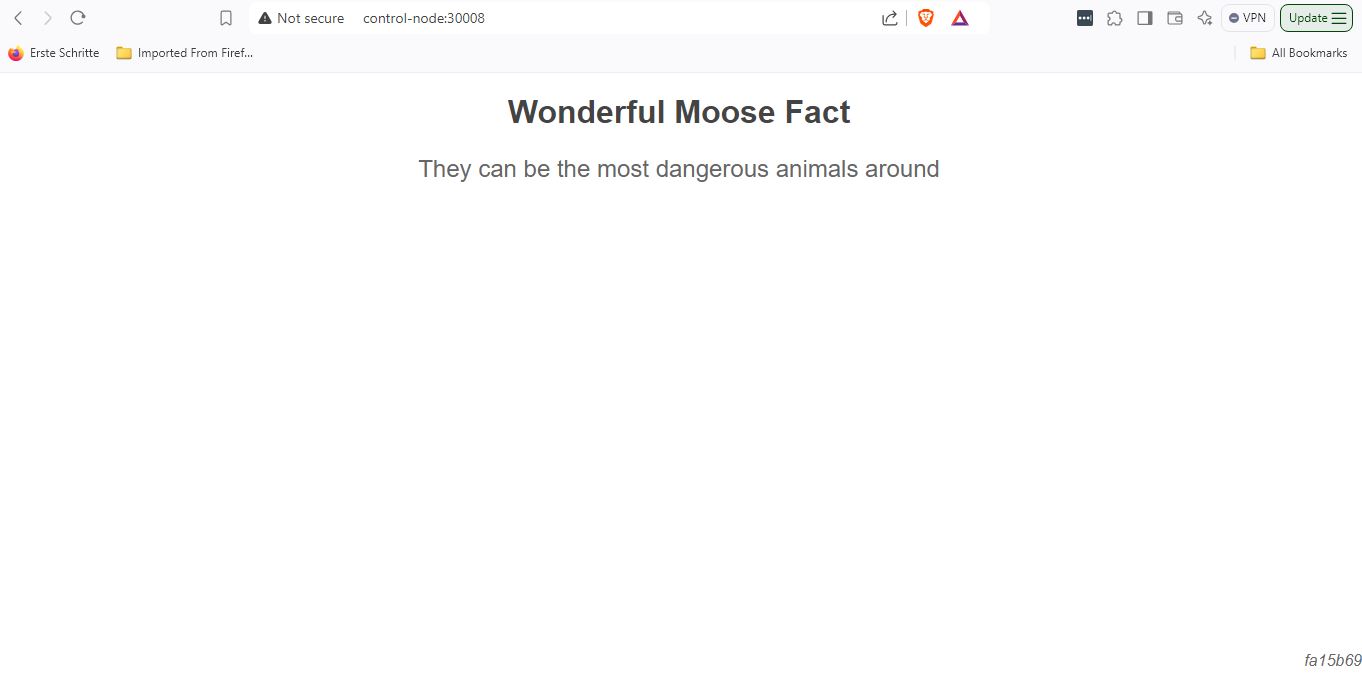 Not secure control-node:30008 VPN Update
Erste Schritte Imported From Firef... All Bookmarks
Wonderful Moose Fact
They can be the most dangerous animals around
fa15b69